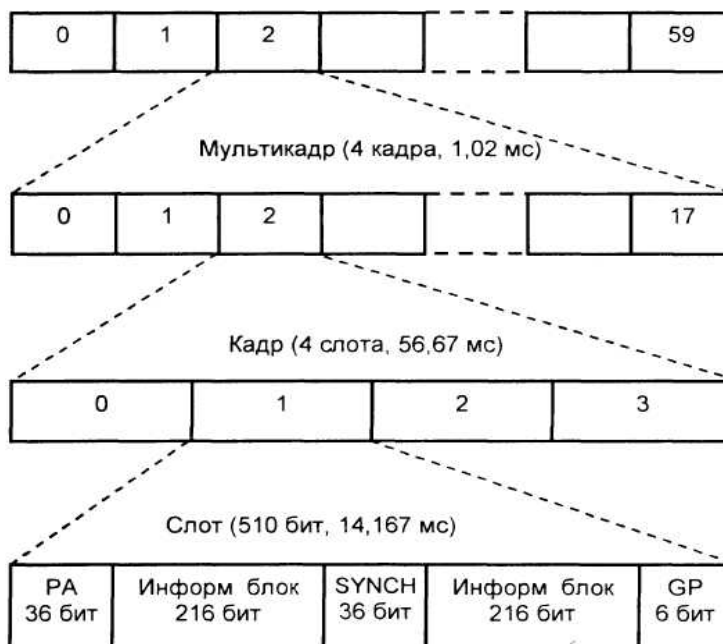 0 1 2 59
Мультикадр (4 кадра, 1,02 мс)
0 1 2 17
Кадр (4 слота, 56,67 мс)
0 1 2 3
Слот (510 бит, 14,167 мс)
РА Информ блок SYNCH Информ блок GP
36 бит 216 бит 36 бит 216 бит 6 бит